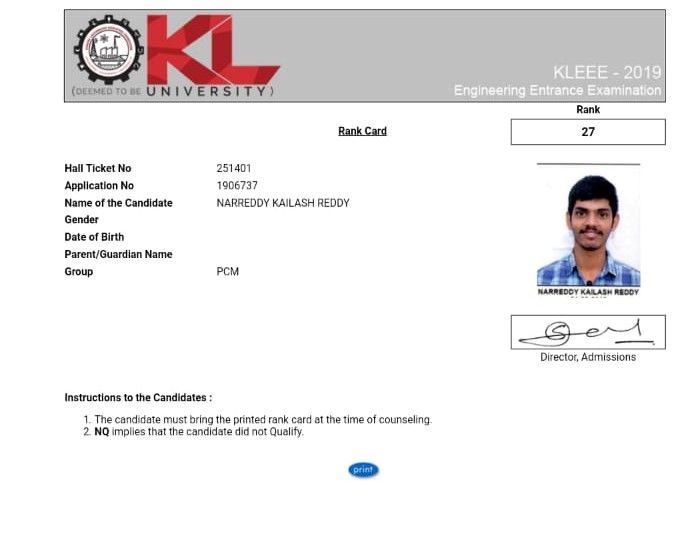 KL
(DEEMED TO BE UNIVERSITY)
KLEEE - 2019
Engineering Entrance Examination
Rank
27
Rank Card
Hall Ticket No 251401
Application No 1906737
Name of the Candidate NARREDDY KAILASH REDDY
Gender
Date of Birth
Parent/Guardian Name
Group PCM
NARREDDY KAILASH REDDY
Director, Admissions
Instructions to the Candidates :
1. The candidate must bring the printed rank card at the time of counseling.
2. NQ implies that the candidate did not Qualify.
print